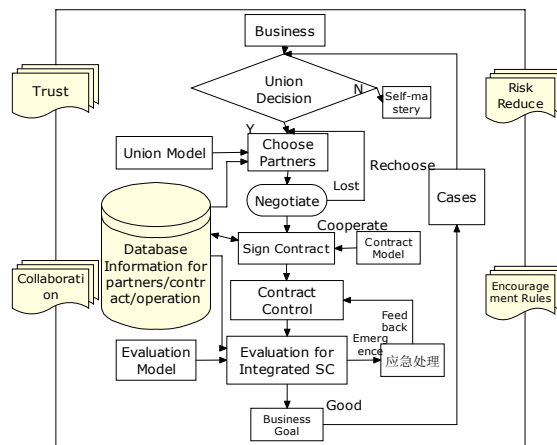 Business
Union
Decision
N
Self-ma
stery
Trust
Risk
Reduce
Y
Union Model
Choose
Partners
Rechoose
Lost
Negotiate
Cases
Cooperate
Database
Information for
partners/contr
act/operation
Sign Contract
Contract
Model
Collaborati
on
Encourage
ment Rules
Contract
Control
Feed
back
Emerg
ence
Evaluation
Model
Evaluation for
Integrated SC
应急处理
Good
Business
Goal